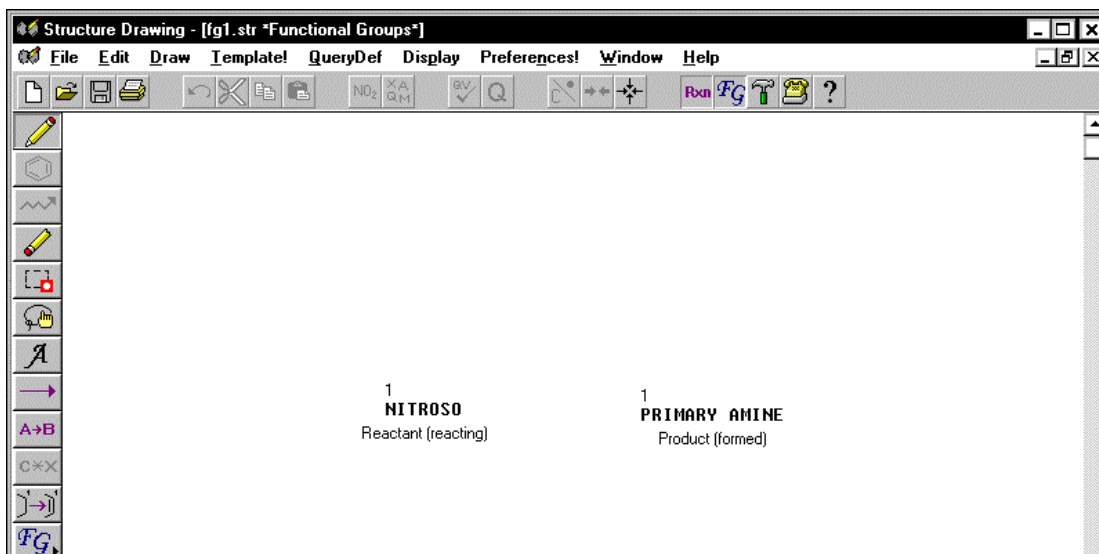 Structure Drawing - [fg1.str *Functional Groups*]
File Edit Draw Template! QueryDef Display Preferences! Window Help
NO₂ X A Q M Q.V Q C Rxn FG ?
A
A→B
C*X
FG
1
NITROSO
Reactant (reacting)
1
PRIMARY AMINE
Product (formed)